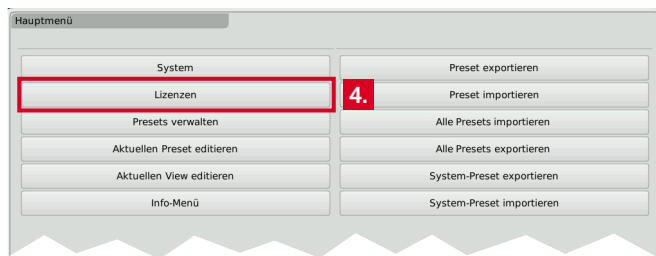 Hauptmenü
System
Preset exportieren
Lizenzen
4.
Preset importieren
Presets verwalten
Alle Presets importieren
Aktuellen Preset editieren
Alle Presets exportieren
Aktuellen View editieren
System-Preset exportieren
Info-Menü
System-Preset importieren